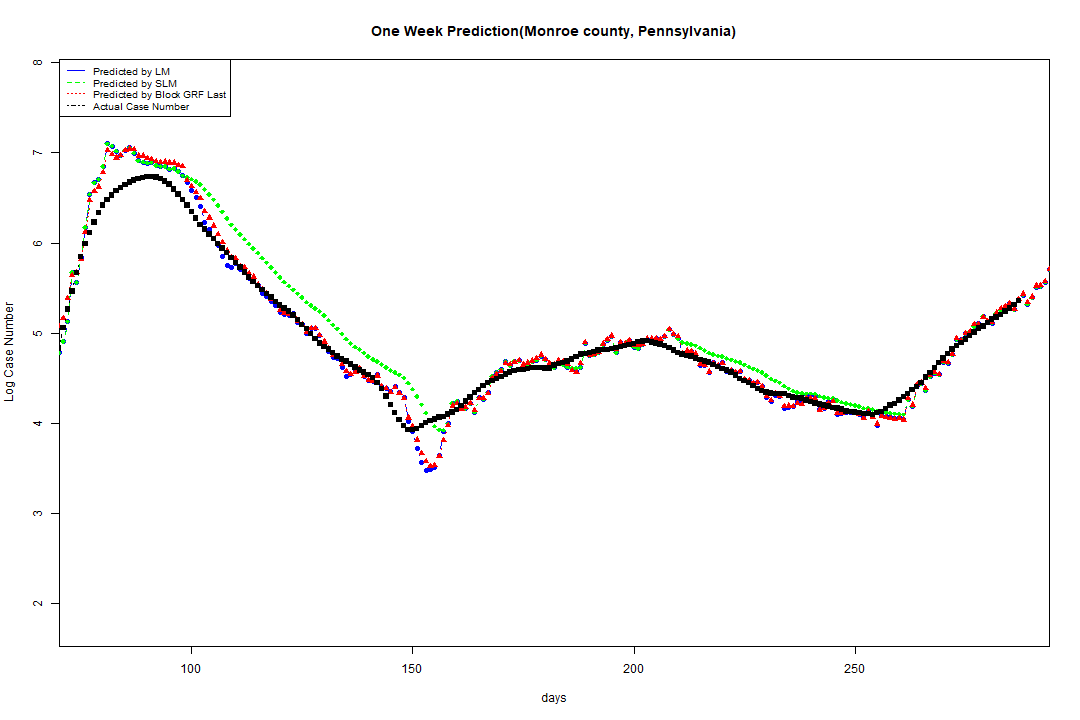 One Week Prediction(Monroe county, Pennsylvania)
Predicted by LM
Predicted by SLM
Predicted by Block GRF Last
Actual Case Number
8
7
6
5
4
3
2
Log Case Number
100 150 200 250
days